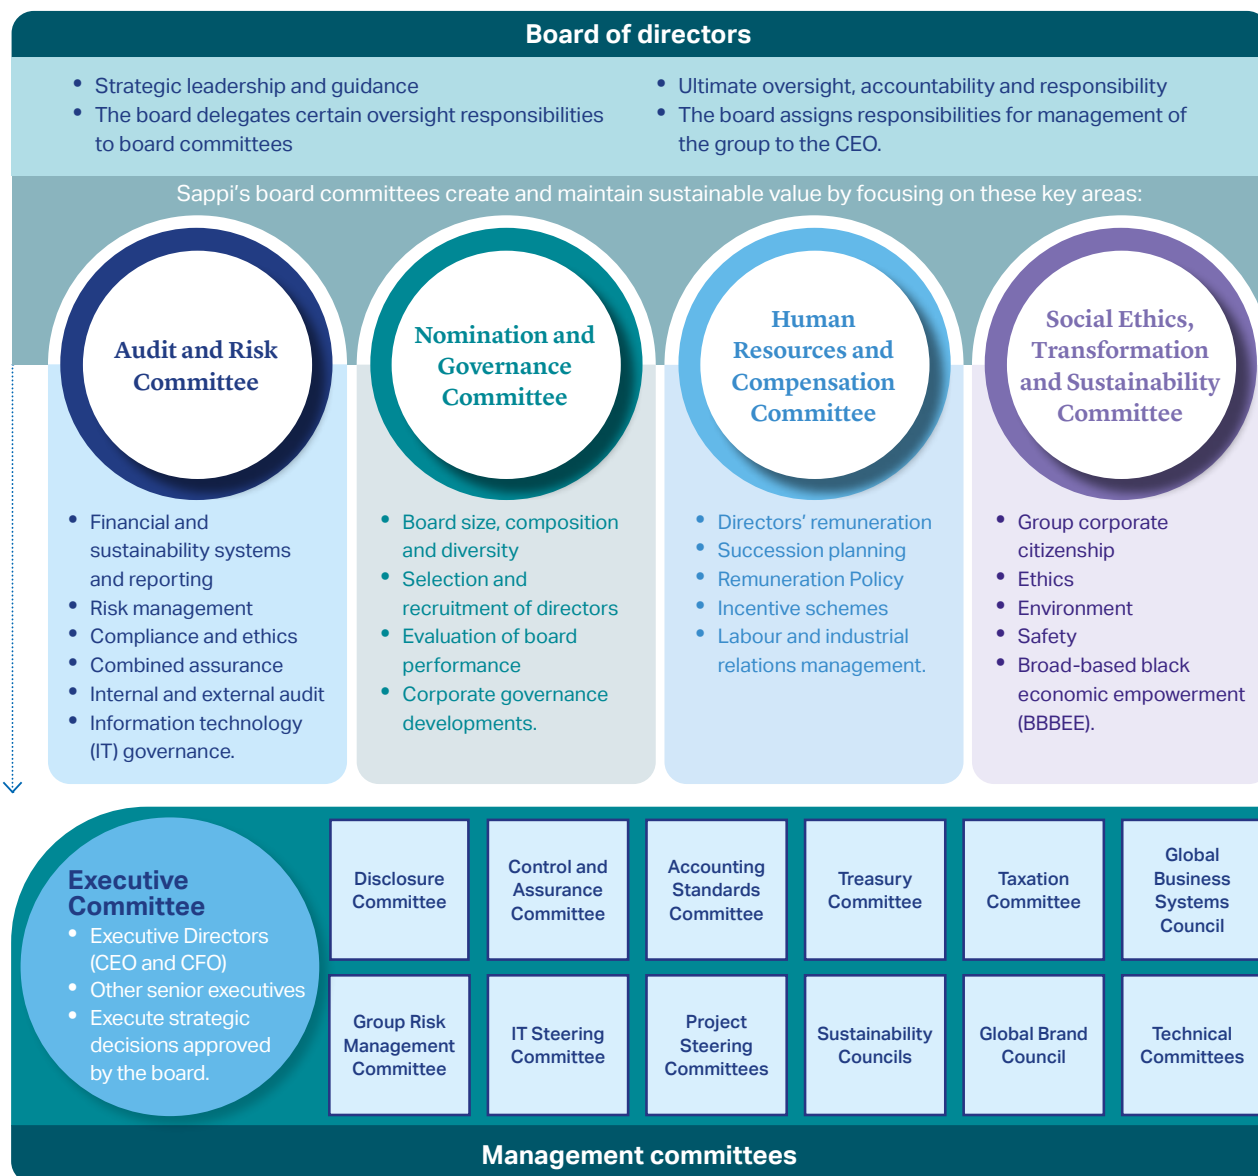 Board of directors
• Strategic leadership and guidance
• The board delegates certain oversight responsibilities
to board committees
• Ultimate oversight, accountability and responsibility
• The board assigns responsibilities for management of
the group to the CEO.
Sappi's board committees create and maintain sustainable value by focusing on these key areas:
Audit and Risk
Committee
• Financial and
sustainability systems
and reporting
• Risk management
• Compliance and ethics
• Combined assurance
• Internal and external audit
• Information technology
(IT) governance.
Nomination and
Governance
Committee
• Board size, composition
and diversity
• Selection and
recruitment of directors
• Evaluation of board
performance
• Corporate governance
developments.
Human
Resources and
Compensation
Committee
• Directors' remuneration
• Succession planning
• Remuneration Policy
• Incentive schemes
• Labour and industrial
relations management.
Social Ethics,
Transformation
and Sustainability
Committee
• Group corporate
citizenship
• Ethics
• Environment
• Safety
• Broad-based black
economic empowerment
(BBBEE).
Executive
Committee
• Executive Directors
(CEO and CFO)
• Other senior executives
• Execute strategic
decisions approved
by the board.
Disclosure
Committee
Control and
Assurance
Committee
Accounting
Standards
Committee
Treasury
Committee
Taxation
Committee
Global
Business
Systems
Council
Group Risk
Management
Committee
IT Steering
Committee
Project
Steering
Committees
Sustainability
Councils
Global Brand
Council
Technical
Committees
Management committees